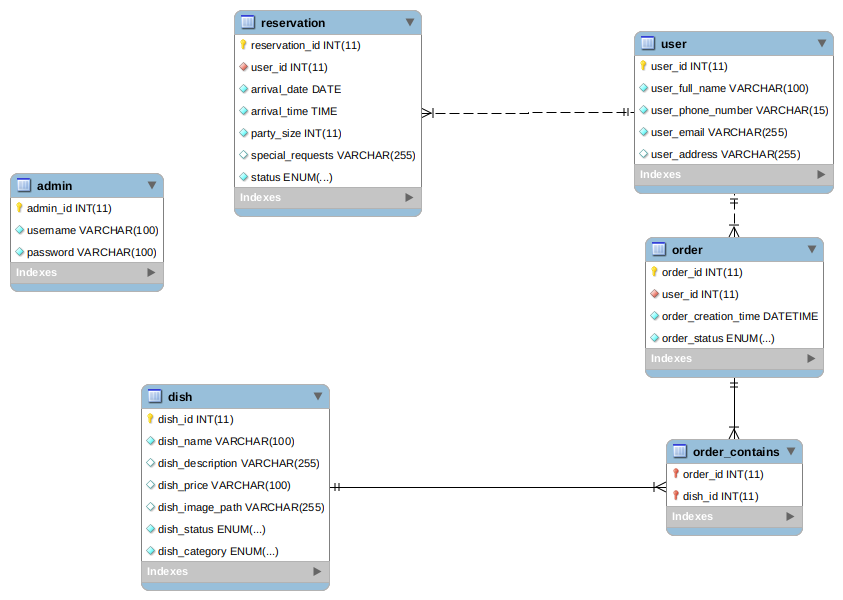 reservation
reservation_id INT(11)
user_id INT(11)
arrival_date DATE
arrival_time TIME
party_size INT(11)
special_requests VARCHAR(255)
status ENUM(...)
Indexes
user
user_id INT(11)
user_full_name VARCHAR(100)
user_phone_number VARCHAR(15)
user_email VARCHAR(255)
user_address VARCHAR(255)
Indexes
admin
admin_id INT(11)
username VARCHAR(100)
password VARCHAR(100)
Indexes
order
order_id INT(11)
user_id INT(11)
order_creation_time DATETIME
order_status ENUM(...)
Indexes
dish
dish_id INT(11)
dish_name VARCHAR(100)
dish_description VARCHAR(255)
dish_price VARCHAR(100)
dish_image_path VARCHAR(255)
dish_status ENUM(...)
dish_category ENUM(...)
Indexes
order_contains
order_id INT(11)
dish_id INT(11)
Indexes